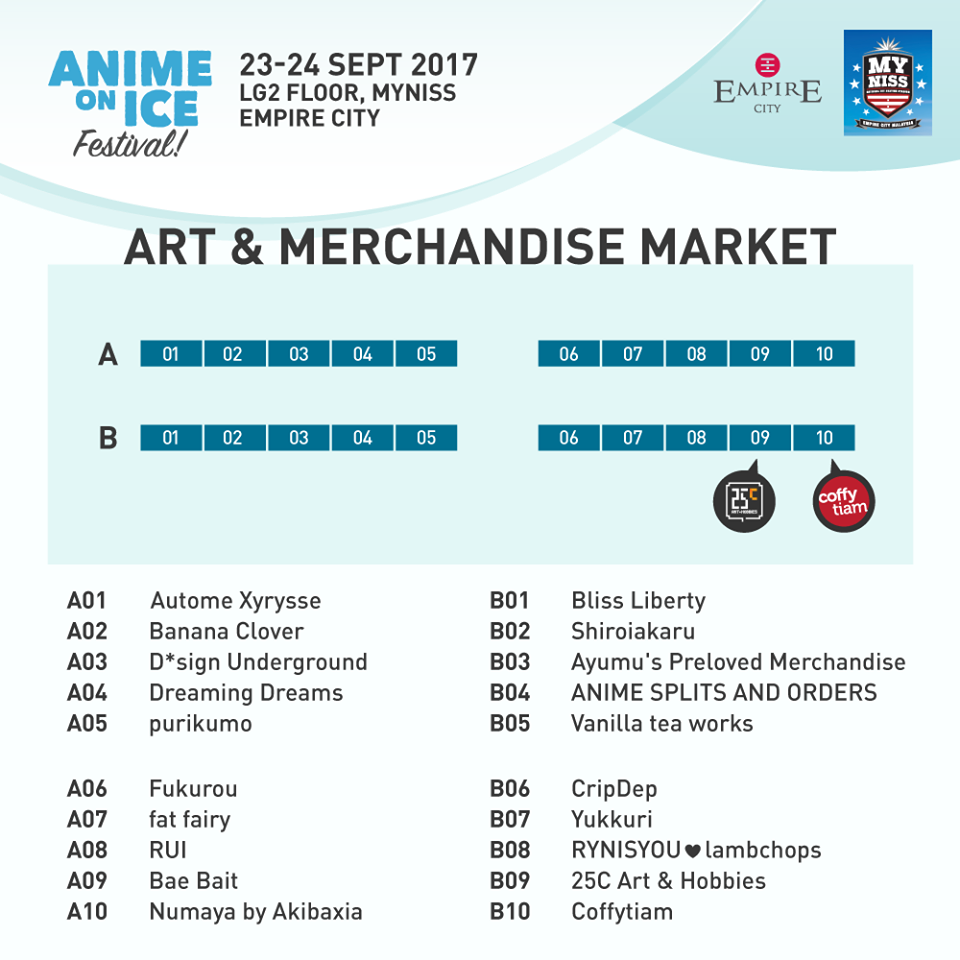 ANIME
ON ICE
Festival!
23-24 SEPT 2017
LG2 FLOOR, MYNISS
EMPIRE CITY
EMPIRE
CITY
MY
NISS
EMPIRE CITY MALAYSIA
ART & MERCHANDISE MARKET
A 01 02 03 04 05 06 07 08 09 10
B 01 02 03 04 05 06 07 08 09 10
25C
ART+HOBBIES
coffy
tiam
A01 Autome Xyrysse
A02 Banana Clover
A03 D*sign Underground
A04 Dreaming Dreams
A05 purikumo
A06 Fukurou
A07 fat fairy
A08 RUI
A09 Bae Bait
A10 Numaya by Akibaxia
B01 Bliss Liberty
B02 Shiroiakaru
B03 Ayumu's Preloved Merchandise
B04 ANIME SPLITS AND ORDERS
B05 Vanilla tea works
B06 CripDep
B07 Yukkuri
B08 RYNISYOU♥lambchops
B09 25C Art & Hobbies
B10 Coffytiam